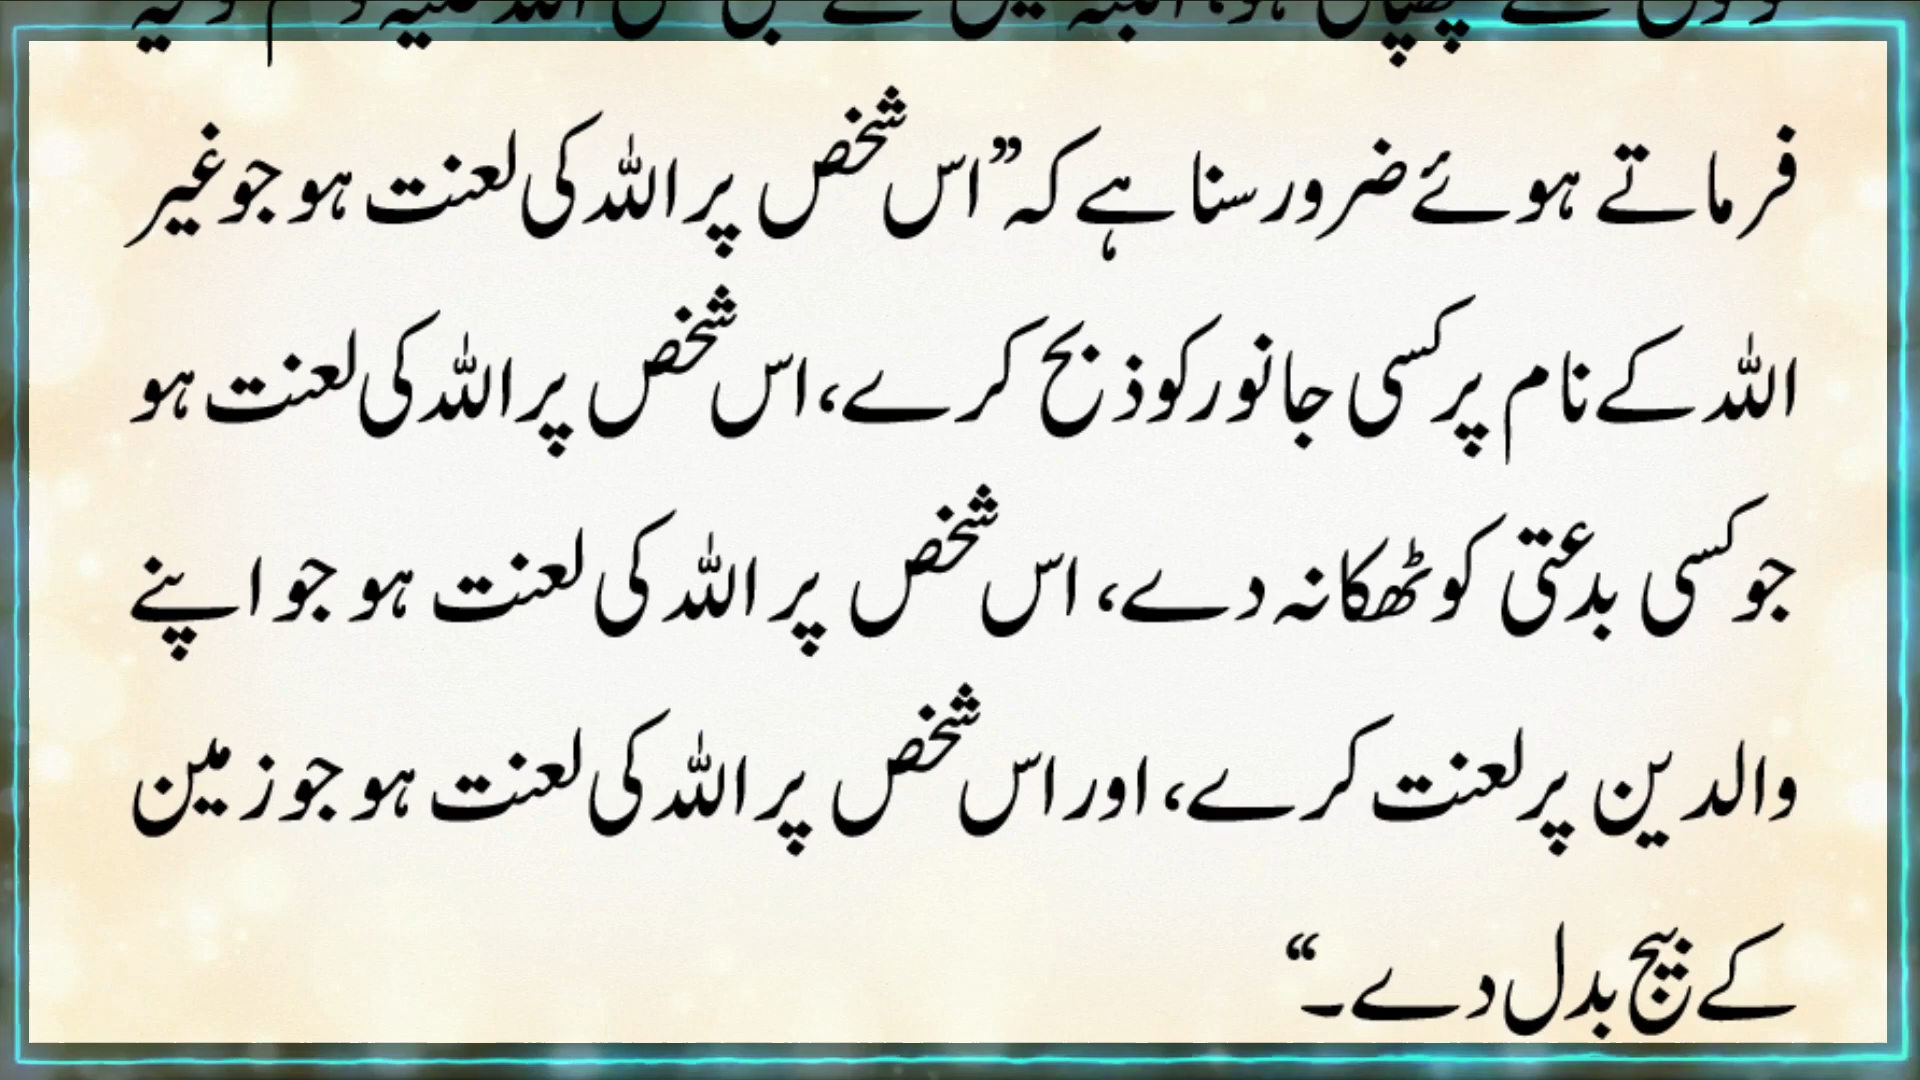 فرماتے ہوئے ضرور سنا ہے کہ ”اس شخص پر اللہ کی لعنت ہو جو غیر
اللہ کے نام پر کسی جانور کو ذبح کرے، اس شخص پر اللہ کی لعنت ہو
جو کسی بدعتی کو ٹھکانہ دے، اس شخص پر اللہ کی لعنت ہو جو اپنے
والدین پر لعنت کرے، اور اس شخص پر اللہ کی لعنت ہو جو زمین
کے بیچ بدل دے۔“